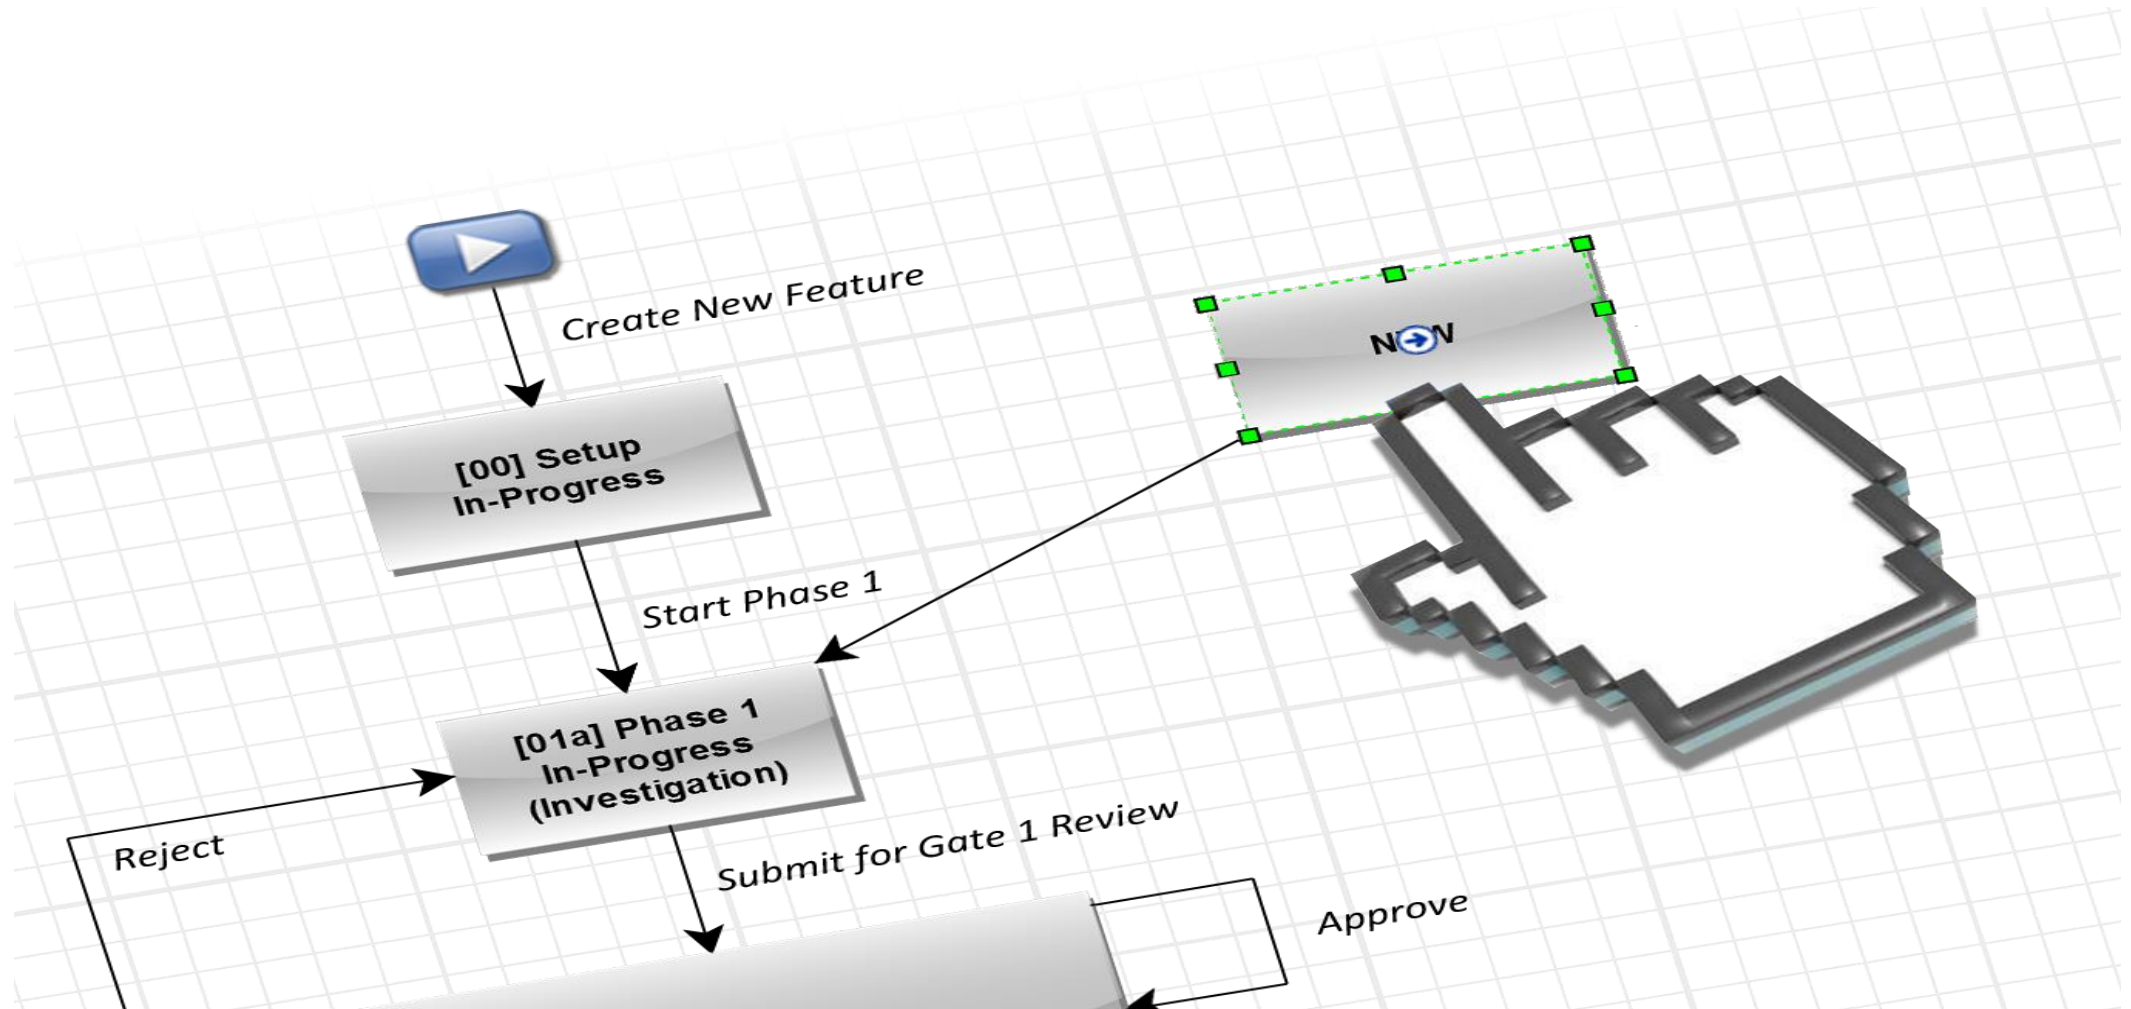 Create New Feature
NEW
[00] Setup
In-Progress
Start Phase 1
[01a] Phase 1
In-Progress
(Investigation)
Reject
Submit for Gate 1 Review
Approve